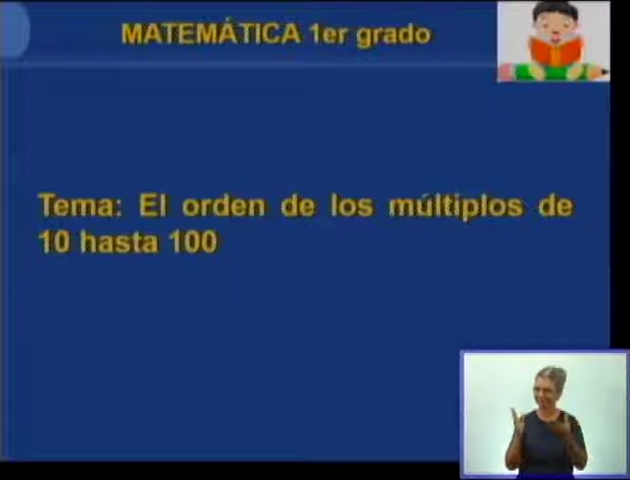 MATEMÁTICA 1er grado
Tema: El orden de los múltiplos de
10 hasta 100